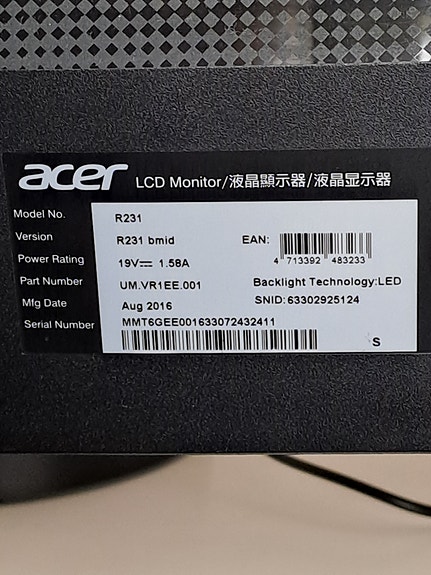 acer LCD Monitor/液晶顯示器/液晶显示器
Model No. R231
Version R231 bmid EAN:
4 713392 483233
Power Rating 19V⎓ 1.58A
Part Number UM.VR1EE.001 Backlight Technology:LED
Mfg Date Aug 2016 SNID:63302925124
Serial Number MMT6GEE001633072432411
S